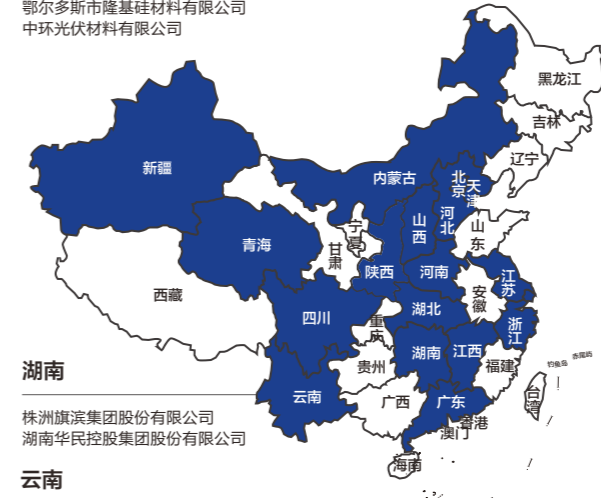 鄂尔多斯市隆基硅材料有限公司
中环光伏材料有限公司
黑龙江
吉林
辽宁
新疆
内蒙古
北京
天津
河北
山西
山东
宁夏
甘肃
青海
陕西
河南
江苏
安徽
西藏
四川
重庆
湖北
浙江
湖南
江西
贵州
福建
钓鱼岛
赤尾屿
云南
广西
广东
台湾
香港
澳门
海南
湖南
株洲旗滨集团股份有限公司
湖南华民控股集团股份有限公司
云南